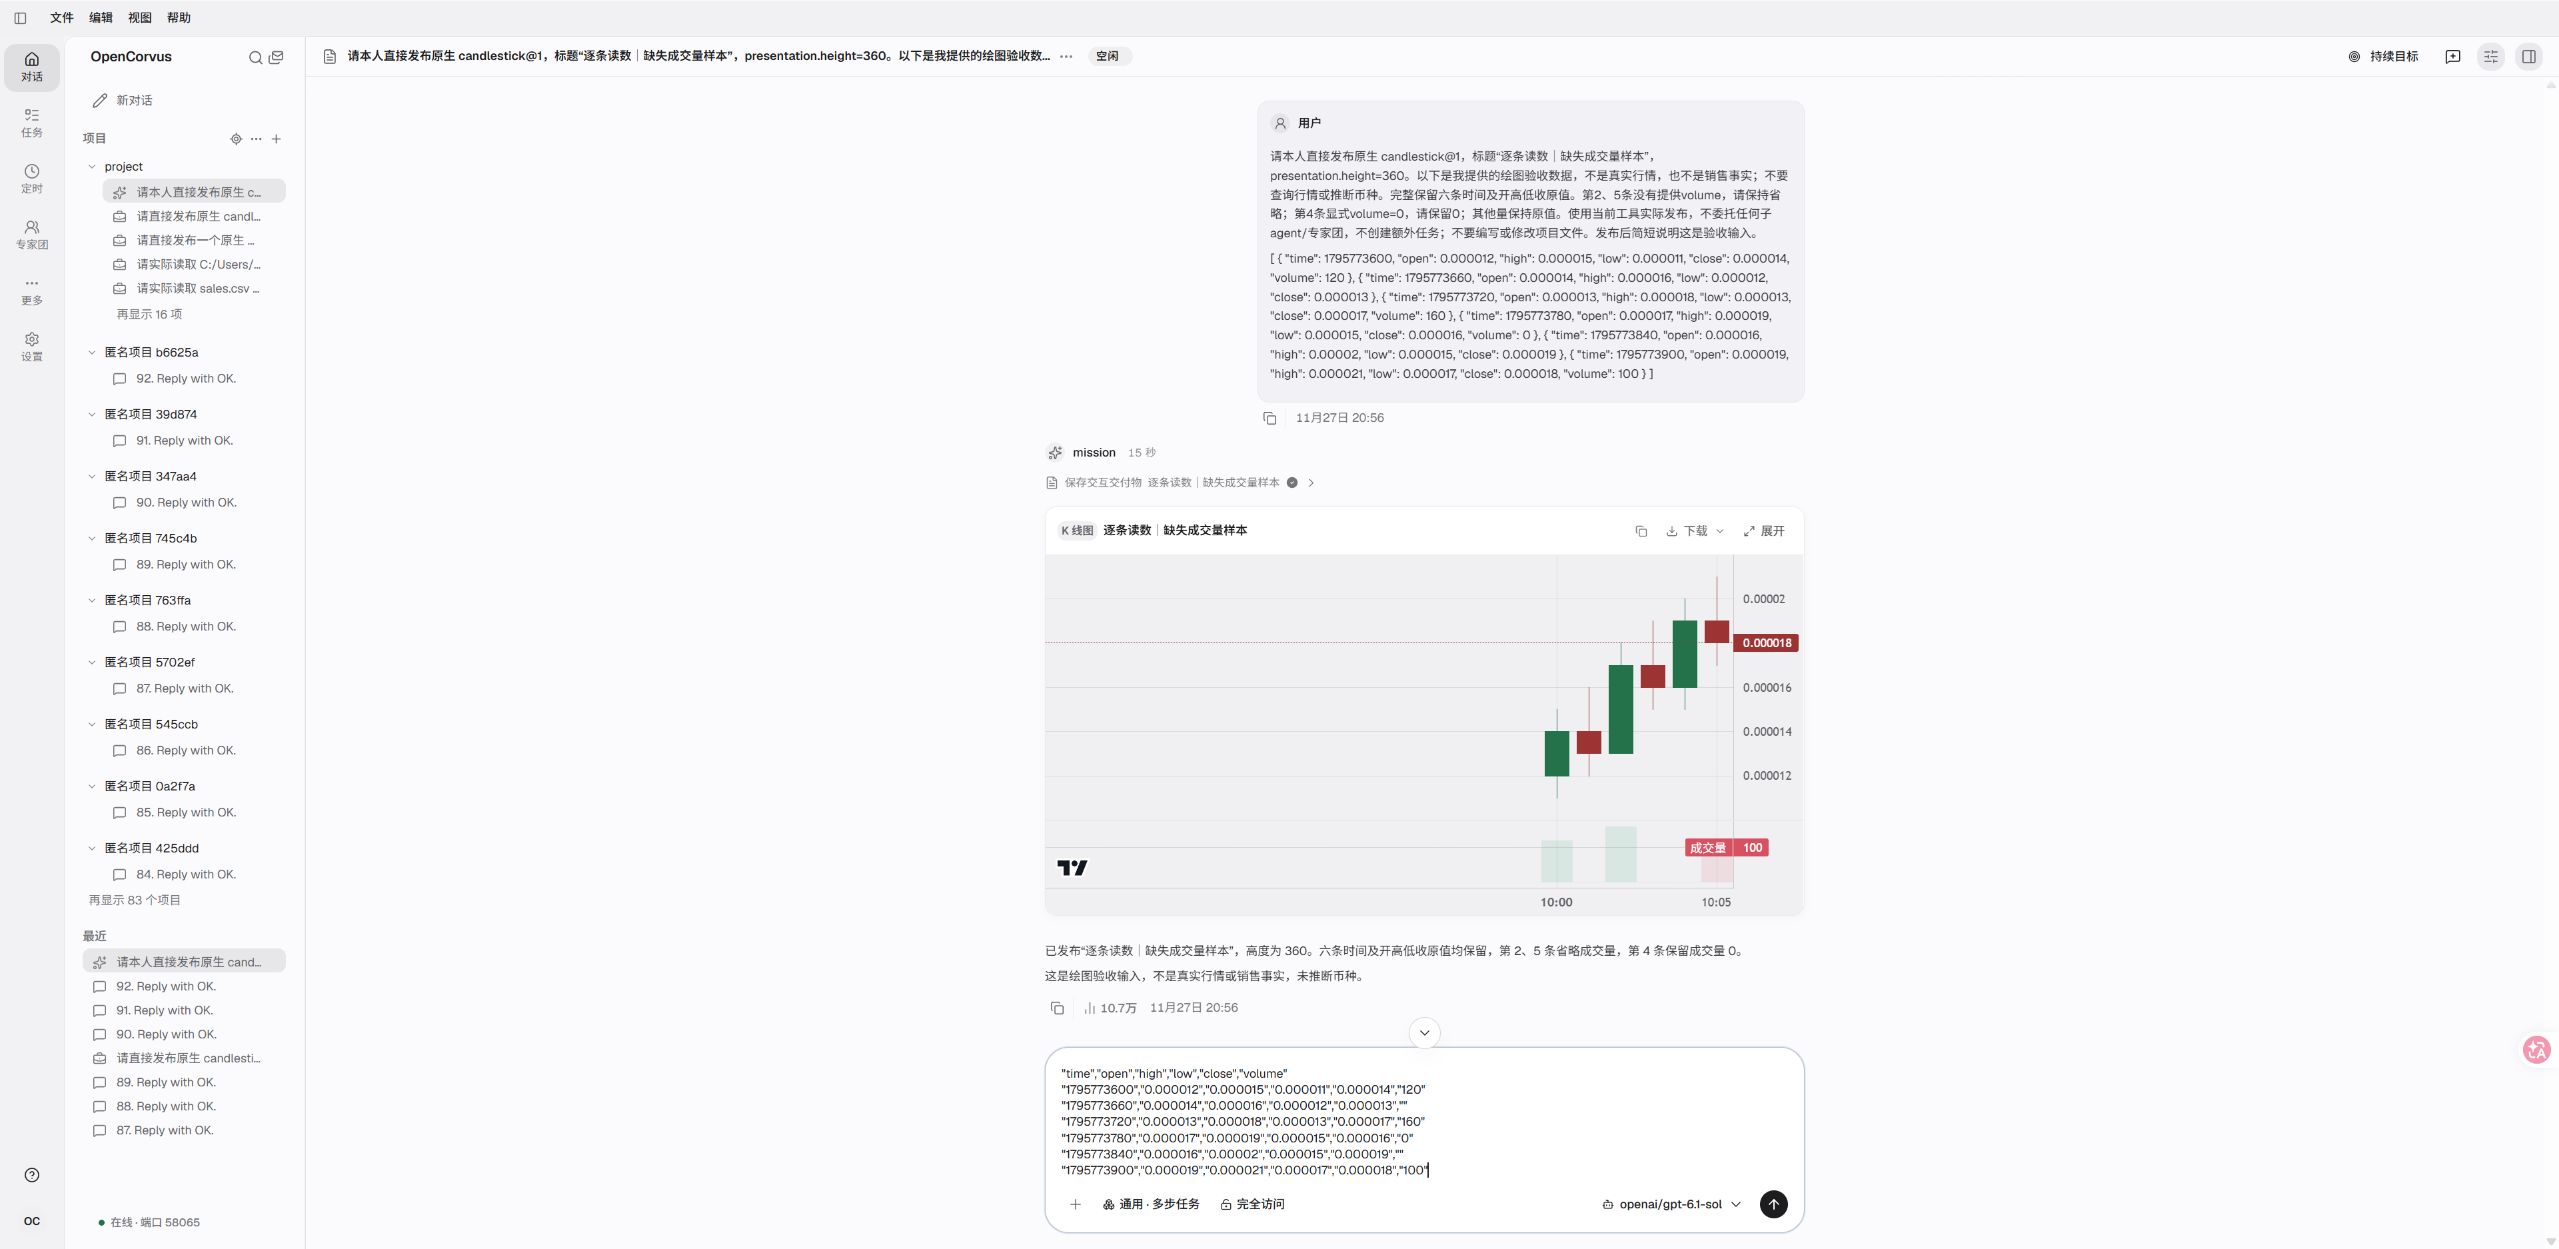 文件 编辑 视图 帮助
对话
任务
定时
专家团
更多
设置
OC
OpenCorvus
新对话
项目
project
请本人直接发布原生 c...
请直接发布原生 candl...
请直接发布一个原生 ...
请实际读取 C:/Users/...
请实际读取 sales.csv ...
再显示 16 项
匿名项目 b6625a
92. Reply with OK.
匿名项目 39d874
91. Reply with OK.
匿名项目 347aa4
90. Reply with OK.
匿名项目 745c4b
89. Reply with OK.
匿名项目 763ffa
88. Reply with OK.
匿名项目 5702ef
87. Reply with OK.
匿名项目 545ccb
86. Reply with OK.
匿名项目 0a2f7a
85. Reply with OK.
匿名项目 425ddd
84. Reply with OK.
再显示 83 个项目
最近
请本人直接发布原生 cand...
92. Reply with OK.
91. Reply with OK.
90. Reply with OK.
请直接发布原生 candlesti...
89. Reply with OK.
88. Reply with OK.
87. Reply with OK.
在线 · 端口 58065
请本人直接发布原生 candlestick@1，标题“逐条读数｜缺失成交量样本”，presentation.height=360。以下是我提供的绘图验收数... ... 空闲
持续目标
用户
请本人直接发布原生 candlestick@1，标题“逐条读数｜缺失成交量样本”，
presentation.height=360。以下是我提供的绘图验收数据，不是真实行情，也不是销售事实；不要
查询行情或推断币种。完整保留六条时间及开高低收原值。第2、5条没有提供volume，请保持省
略；第4条显式volume=0，请保留0；其他量保持原值。使用当前工具实际发布，不委托任何子
agent/专家团，不创建额外任务；不要编写或修改项目文件。发布后简短说明这是验收输入。
[ { "time": 1795773600, "open": 0.000012, "high": 0.000015, "low": 0.000011, "close": 0.000014,
"volume": 120 }, { "time": 1795773660, "open": 0.000014, "high": 0.000016, "low": 0.000012,
"close": 0.000013 }, { "time": 1795773720, "open": 0.000013, "high": 0.000018, "low": 0.000013,
"close": 0.000017, "volume": 160 }, { "time": 1795773780, "open": 0.000017, "high": 0.000019,
"low": 0.000015, "close": 0.000016, "volume": 0 }, { "time": 1795773840, "open": 0.000016,
"high": 0.00002, "low": 0.000015, "close": 0.000019 }, { "time": 1795773900, "open": 0.000019,
"high": 0.000021, "low": 0.000017, "close": 0.000018, "volume": 100 } ]
11月27日 20:56
mission 15 秒
保存交互交付物 逐条读数｜缺失成交量样本
K 线图 逐条读数｜缺失成交量样本
下载 展开
0.00002
0.000018
0.000016
0.000014
0.000012
成交量 100
10:00 10:05
已发布“逐条读数｜缺失成交量样本”，高度为 360。六条时间及开高低收原值均保留，第 2、5 条省略成交量，第 4 条保留成交量 0。
这是绘图验收输入，不是真实行情或销售事实，未推断币种。
10.7万 11月27日 20:56
"time","open","high","low","close","volume"
"1795773600","0.000012","0.000015","0.000011","0.000014","120"
"1795773660","0.000014","0.000016","0.000012","0.000013",""
"1795773720","0.000013","0.000018","0.000013","0.000017","160"
"1795773780","0.000017","0.000019","0.000015","0.000016","0"
"1795773840","0.000016","0.00002","0.000015","0.000019",""
"1795773900","0.000019","0.000021","0.000017","0.000018","100"
通用 · 多步任务 完全访问 openai/gpt-6.1-sol